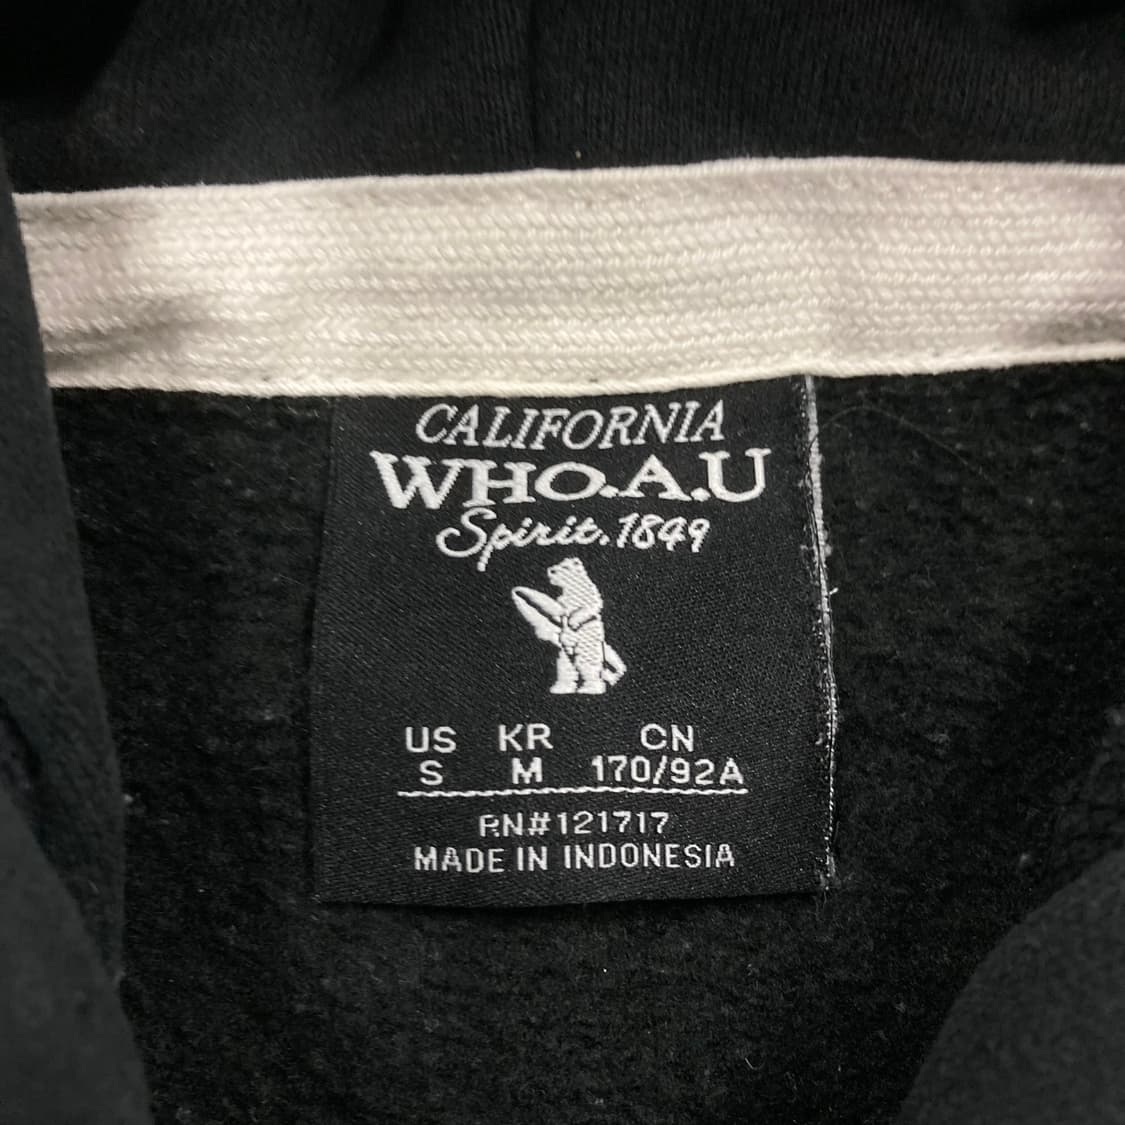 CALIFORNIA
WHO.A.U
Spirit.1849
US KR CN
S M 170/92A
RN#121717
MADE IN INDONESIA